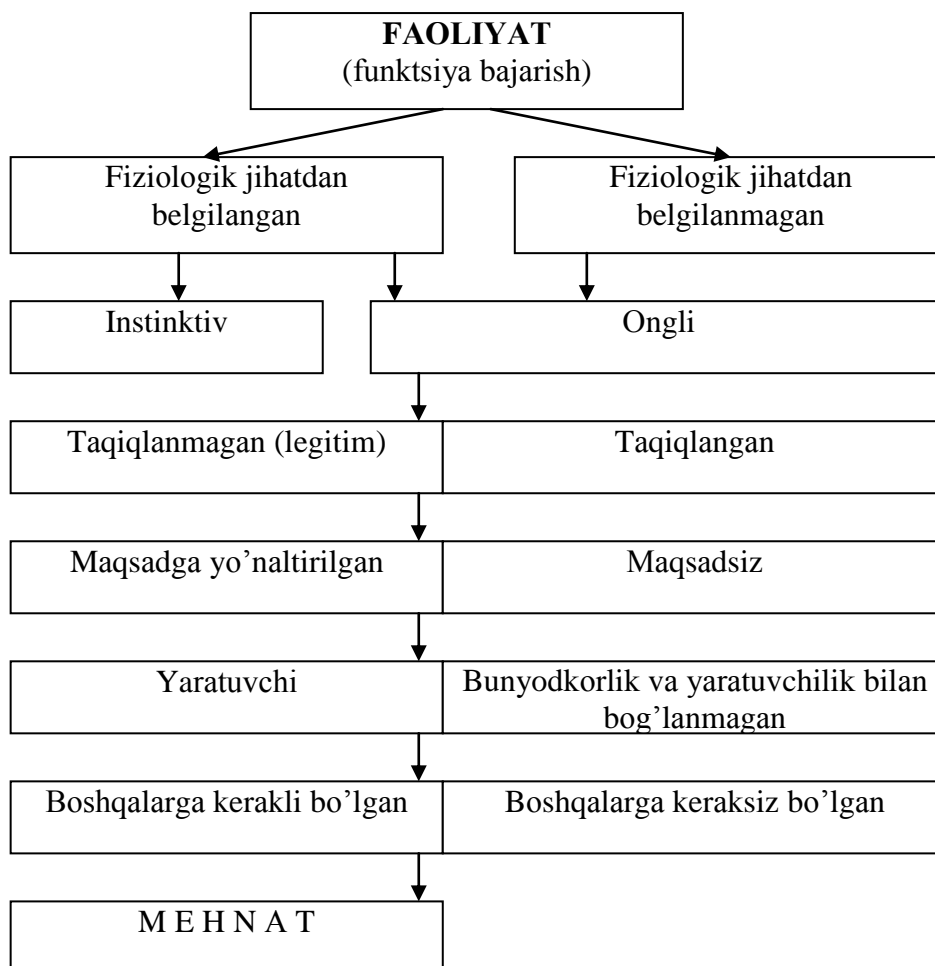 FAOLIYAT
(funktsiya bajarish)
Fiziologik jihatdan
belgilangan
Fiziologik jihatdan
belgilanmagan
Instinktiv
Ongli
Taqiqlanmagan (legitim)
Taqiqlangan
Maqsadga yo’naltirilgan
Maqsadsiz
Yaratuvchi
Bunyodkorlik va yaratuvchilik bilan
bog’lanmagan
Boshqalarga kerakli bo’lgan
Boshqalarga keraksiz bo’lgan
M E H N A T